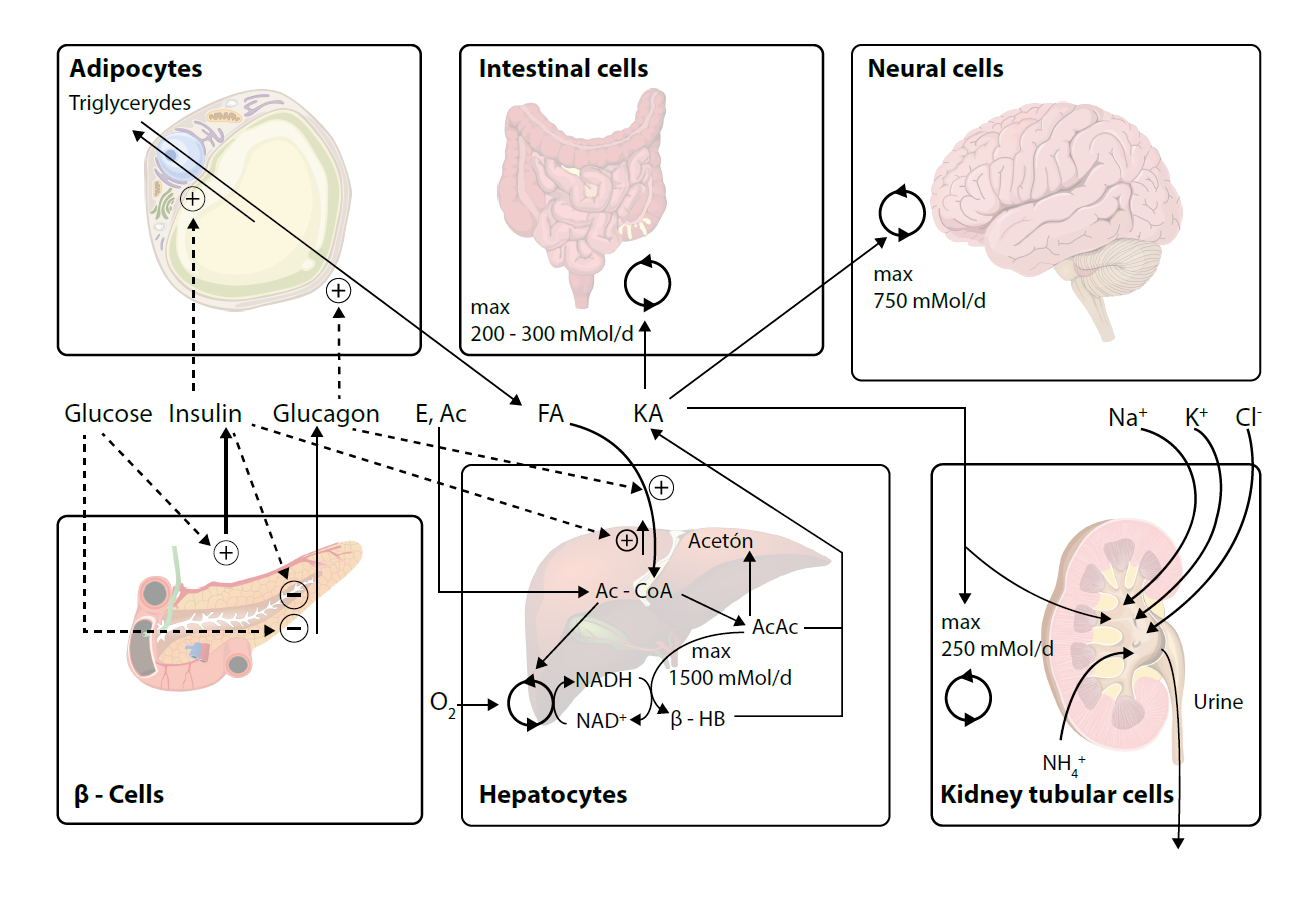 Adipocytes
Triglycerydes
+
+
Intestinal cells
max
200 - 300 mMol/d
Neural cells
max
750 mMol/d
Glucose Insulin Glucagon E, Ac FA KA Na⁺ K⁺ Cl⁻
+
−
−
β - Cells
+
+
Acetón
Ac - CoA
AcAc
max
1500 mMol/d
NADH
O₂
NAD⁺
β - HB
Hepatocytes
max
250 mMol/d
Urine
NH₄⁺
Kidney tubular cells